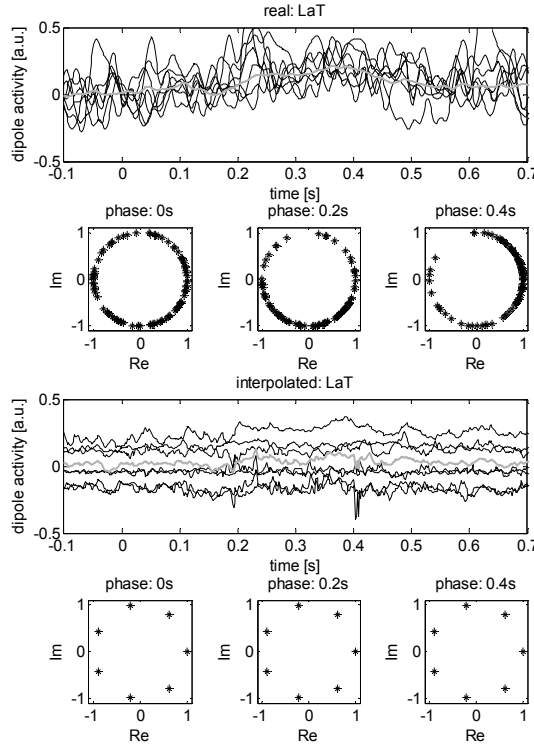 real: LaT
dipole activity [a.u.]
0.5
0
-0.5
-0.1 0 0.1 0.2 0.3 0.4 0.5 0.6 0.7
time [s]
phase: 0s phase: 0.2s phase: 0.4s
Im Im Im
1 1 1
0 0 0
-1 -1 -1
-1 0 1 -1 0 1 -1 0 1
Re Re Re
interpolated: LaT
dipole activity [a.u.]
0.5
0
-0.5
-0.1 0 0.1 0.2 0.3 0.4 0.5 0.6 0.7
time [s]
phase: 0s phase: 0.2s phase: 0.4s
Im Im Im
1 1 1
0 0 0
-1 -1 -1
-1 0 1 -1 0 1 -1 0 1
Re Re Re